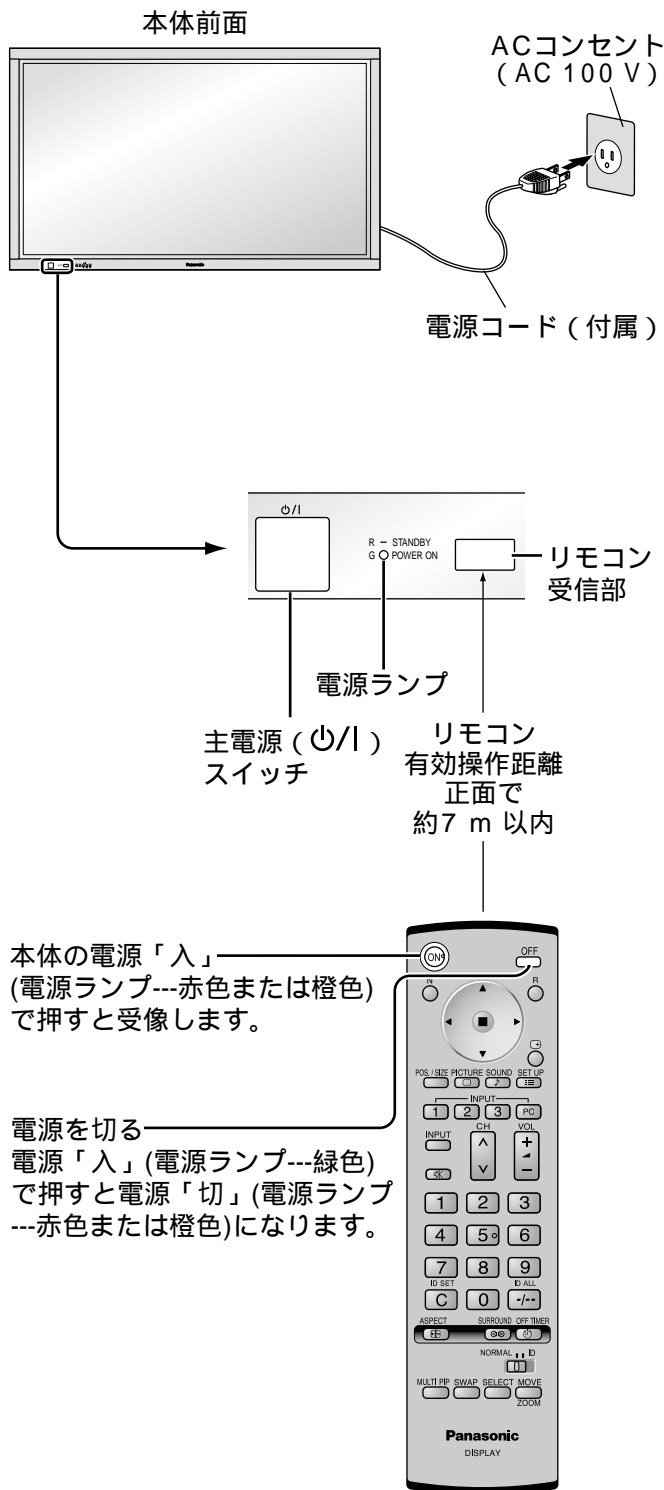 本体前面
ACコンセント
(AC 100 V)
電源コード(付属)
Panasonic
⏻/I
R – STANDBY
G POWER ON
リモコン
受信部
電源ランプ
主電源(⏻/I)
スイッチ
リモコン
有効操作距離
正面で
約7 m 以内
本体の電源「入」
(電源ランプ---赤色または橙色)
で押すと受像します。
電源を切る
電源「入」(電源ランプ---緑色)
で押すと電源「切」(電源ランプ
---赤色または橙色)になります。
ON
OFF
N R
POS. / SIZE PICTURE SOUND SET UP
INPUT
1 2 3 PC
INPUT CH VOL
+
−
1 2 3
4 5 6
7 8 9
ID SET ID ALL
C 0 -/--
ASPECT SURROUND OFF TIMER
NORMAL ID
MULTI PIP SWAP SELECT MOVE
ZOOM
Panasonic
DISPLAY